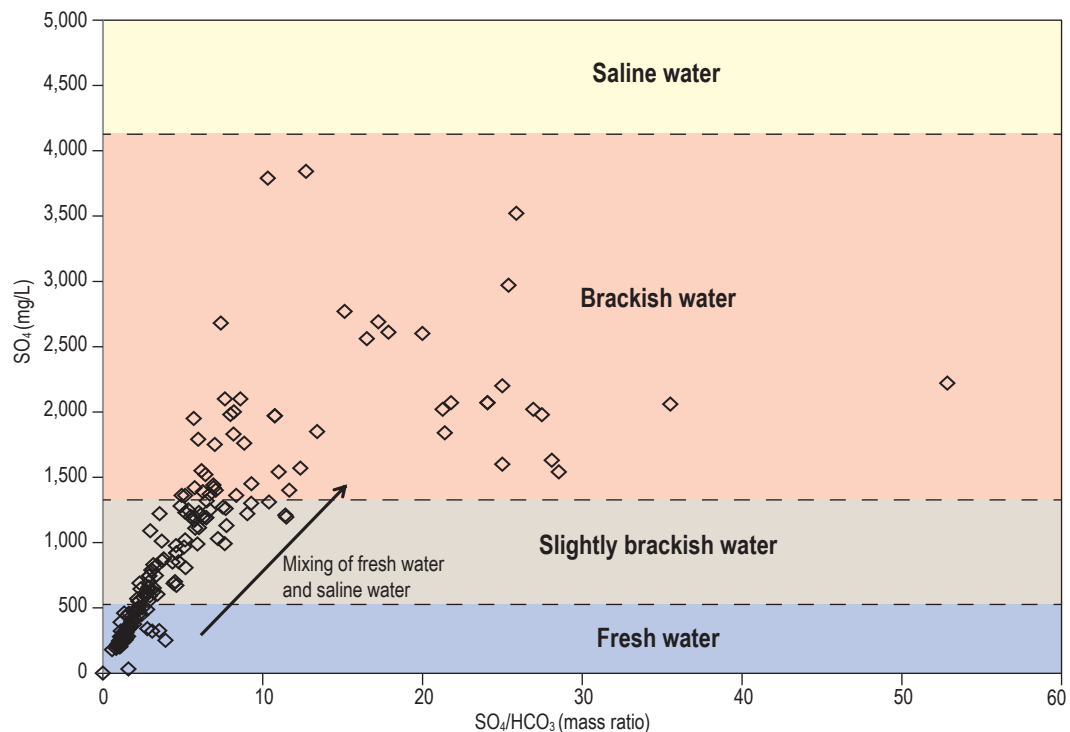 5,000
4,500
4,000
3,500
3,000
2,500
2,000
1,500
1,000
500
0
SO₄ (mg/L)
Saline water
Brackish water
Slightly brackish water
Mixing of fresh water
and saline water
Fresh water
0 10 20 30 40 50 60
SO₄/HCO₃ (mass ratio)